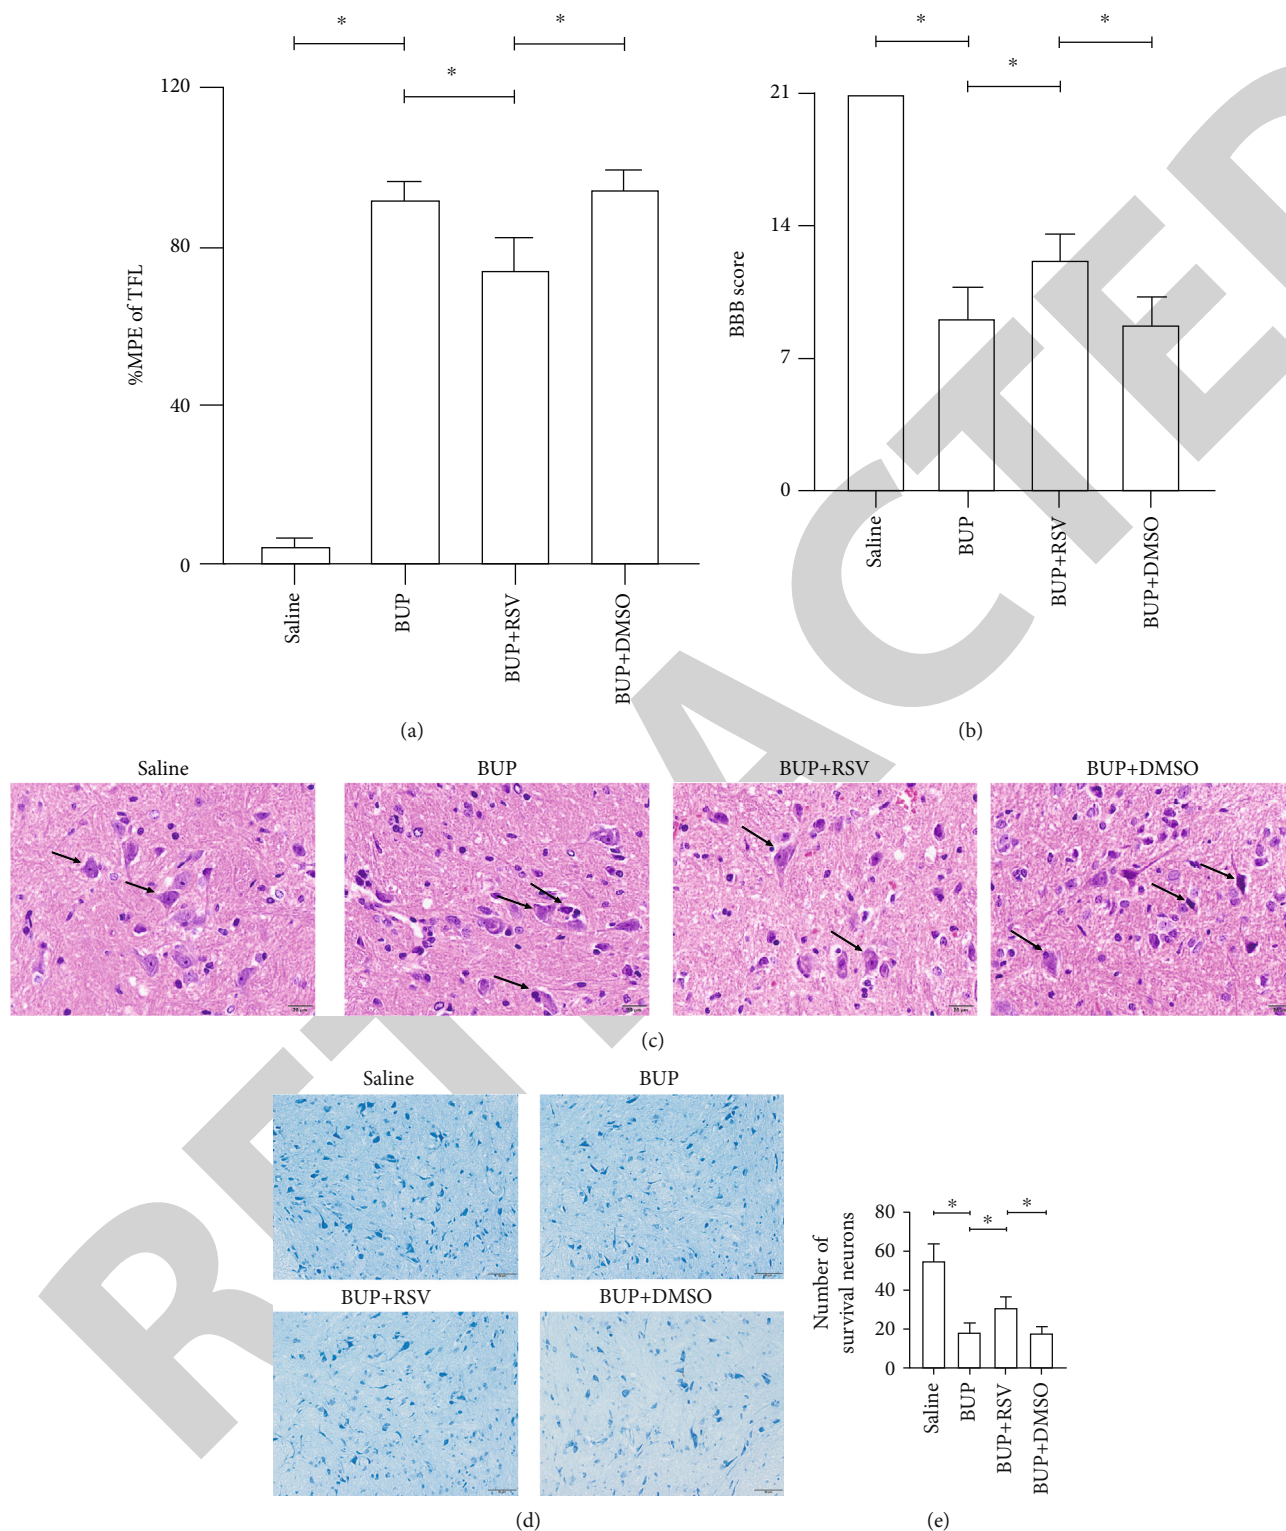 *
*
*
120
80
40
0
%MPE of TFL
Saline
BUP
BUP+RSV
BUP+DMSO
(a)
*
*
*
21
14
7
0
BBB score
Saline
BUP
BUP+RSV
BUP+DMSO
(b)
Saline
BUP
BUP+RSV
BUP+DMSO
20 μm
(c)
Saline
BUP
BUP+RSV
BUP+DMSO
(d)
*
*
*
80
60
40
20
0
Number of
survival neurons
Saline
BUP
BUP+RSV
BUP+DMSO
(e)
RETRACTED